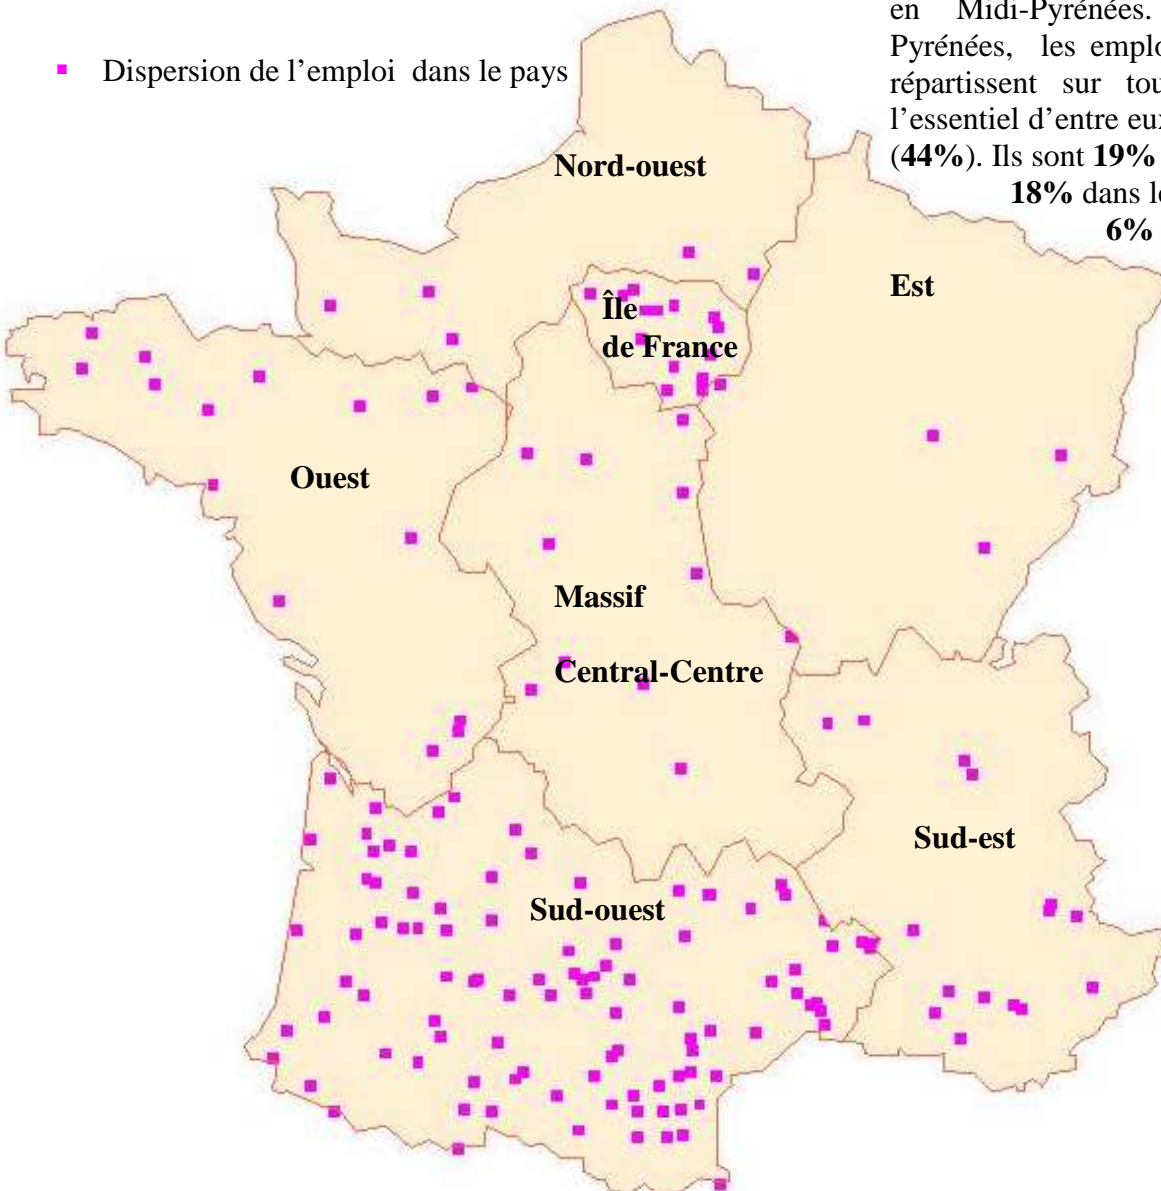 en Midi-Pyrénées.
Pyrénées, les emplo
répartissent sur tou
l’essentiel d’entre eux
(44%). Ils sont 19%
18% dans le
6%
Dispersion de l’emploi dans le pays
Nord-ouest
Est
Île
de France
Ouest
Massif
Central-Centre
Sud-est
Sud-ouest